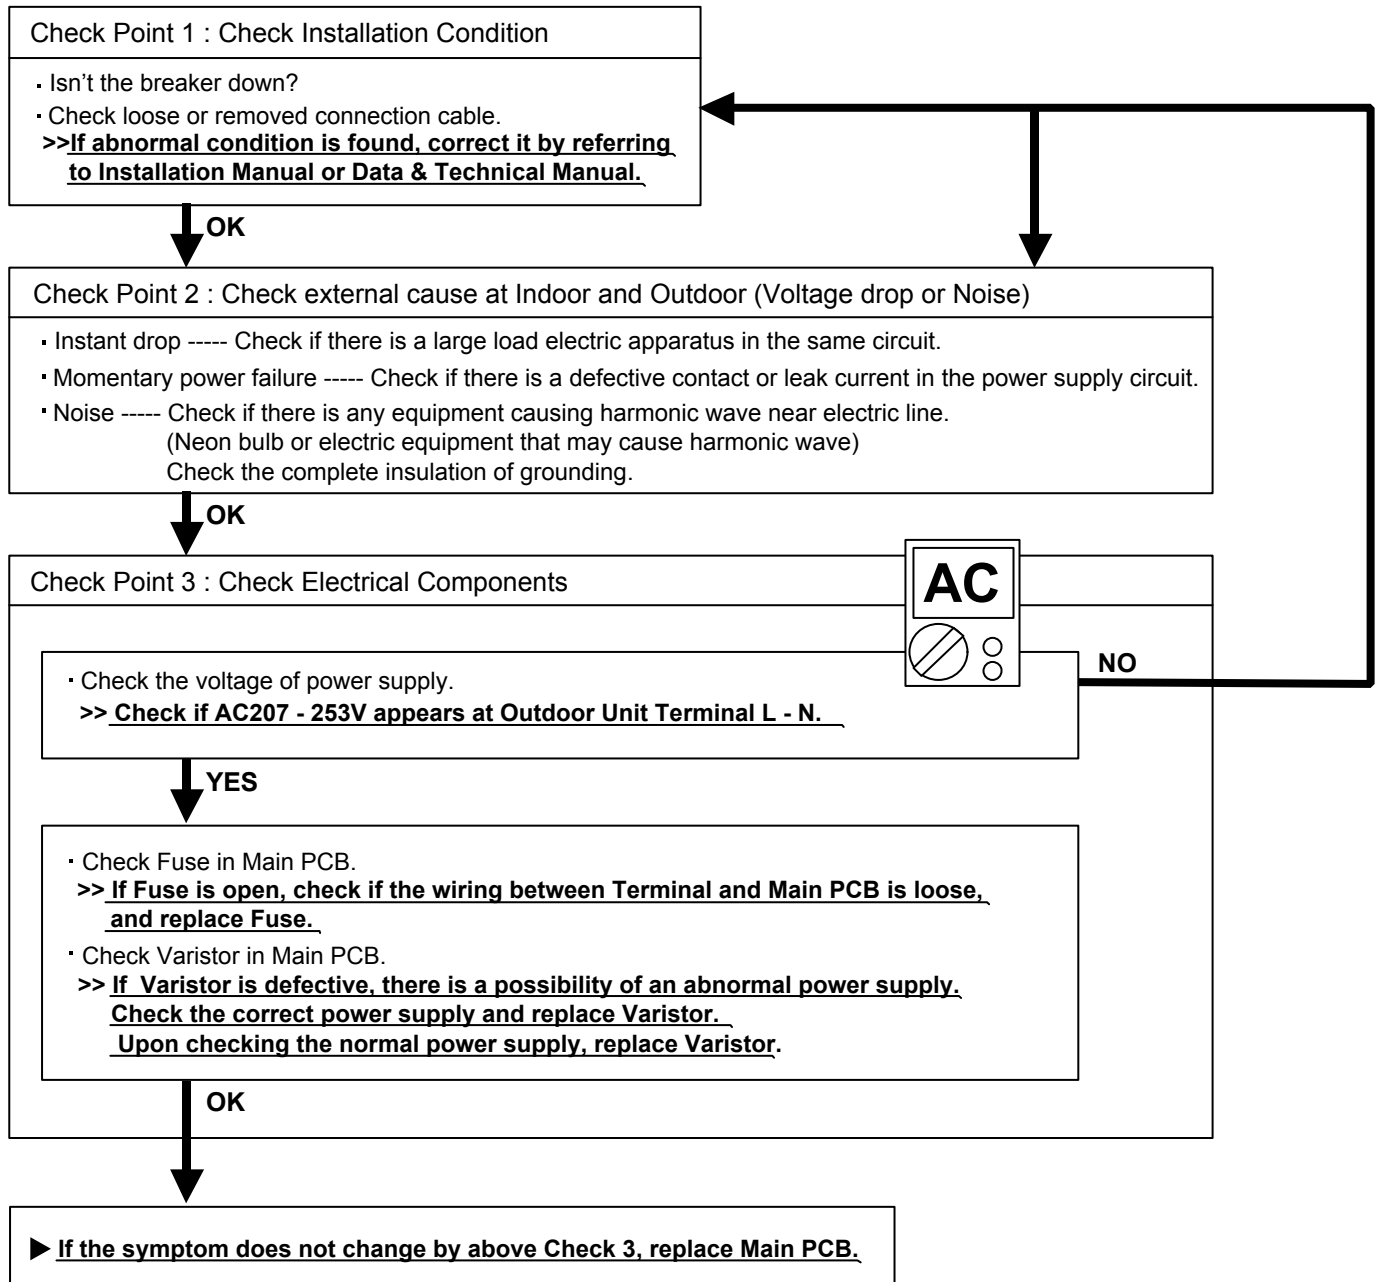 Check Point 1 : Check Installation Condition
· Isn’t the breaker down?
· Check loose or removed connection cable.
>>If abnormal condition is found, correct it by referring
to Installation Manual or Data & Technical Manual.
OK
Check Point 2 : Check external cause at Indoor and Outdoor (Voltage drop or Noise)
· Instant drop ----- Check if there is a large load electric apparatus in the same circuit.
· Momentary power failure ----- Check if there is a defective contact or leak current in the power supply circuit.
· Noise ----- Check if there is any equipment causing harmonic wave near electric line.
(Neon bulb or electric equipment that may cause harmonic wave)
Check the complete insulation of grounding.
OK
Check Point 3 : Check Electrical Components
AC
NO
· Check the voltage of power supply.
>> Check if AC207 - 253V appears at Outdoor Unit Terminal L - N.
YES
· Check Fuse in Main PCB.
>> If Fuse is open, check if the wiring between Terminal and Main PCB is loose,
and replace Fuse.
· Check Varistor in Main PCB.
>> If Varistor is defective, there is a possibility of an abnormal power supply.
Check the correct power supply and replace Varistor.
Upon checking the normal power supply, replace Varistor.
OK
▶ If the symptom does not change by above Check 3, replace Main PCB.